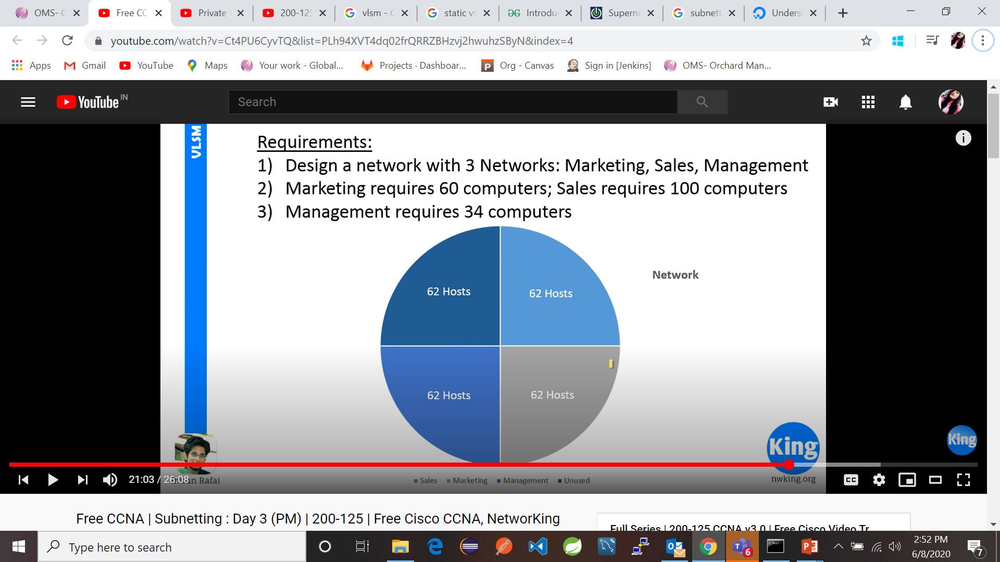 OMS- C
Free CC
Private
200-125
vlsm - G
static vs
Introdu
Superne
subnett
Underst
youtube.com/watch?v=Ct4PU6CyvTQ&list=PLh94XVT4dq02frQRRZBHzvj2hwuhzSByN&index=4
Apps
Gmail
YouTube
Maps
Your work - Global...
Projects · Dashboar...
Org - Canvas
Sign in [Jenkins]
OMS- Orchard Man...
YouTube IN
Search
VLSM
Requirements:
1) Design a network with 3 Networks: Marketing, Sales, Management
2) Marketing requires 60 computers; Sales requires 100 computers
3) Management requires 34 computers
Network
62 Hosts
62 Hosts
62 Hosts
62 Hosts
King
King
21:03 / 26:08
Rafai
Sales Marketing Management Unused
nwking.org
CC
Free CCNA | Subnetting : Day 3 (PM) | 200-125 | Free Cisco CCNA, NetworKing
Full Series | 200-125 CCNA v3.0 | Free Cisco Video Tr
Type here to search
6
2:52 PM
6/8/2020
7